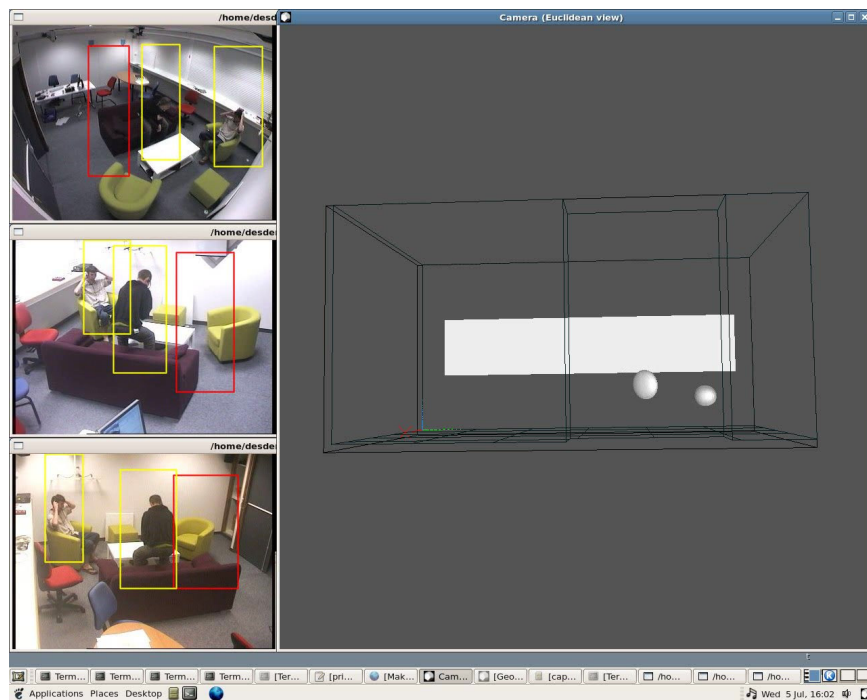 /home/desde
Camera (Euclidean view)
/home/desde
/home/desde
Term...
Term...
Term...
Term...
[Ter...
[pri...
[Mak...
Cam...
[Geo...
[cap...
[Ter...
/ho...
/ho...
/ho...
Applications Places Desktop
Wed 5 Jul, 16:02